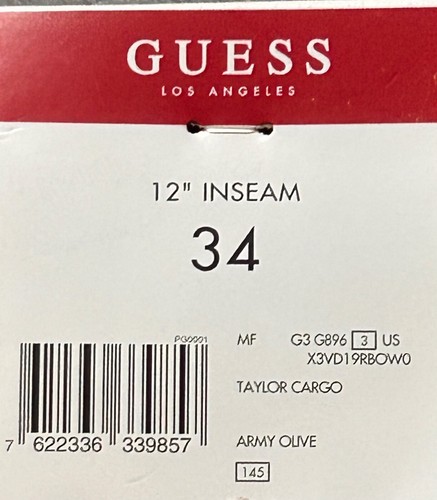 GUESS
LOS ANGELES
12" INSEAM
34
PG0001
MF G3 G896 3 US
X3VD19RBOW0
TAYLOR CARGO
7 622336 339857
ARMY OLIVE
145